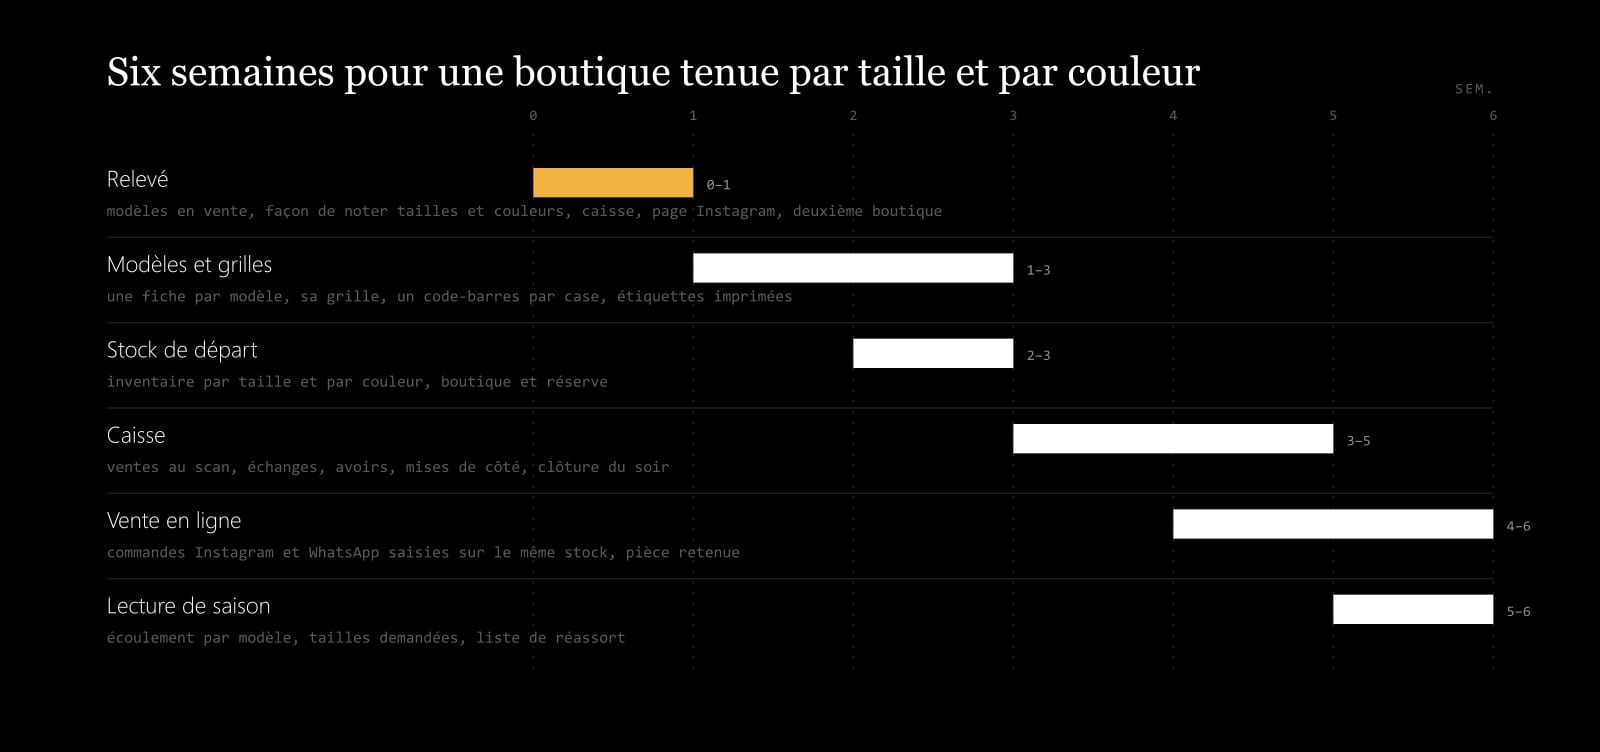 Six semaines pour une boutique tenue par taille et par couleur
SEM.
0 1 2 3 4 5 6
Relevé
0–1
modèles en vente, façon de noter tailles et couleurs, caisse, page Instagram, deuxième boutique
Modèles et grilles
1–3
une fiche par modèle, sa grille, un code-barres par case, étiquettes imprimées
Stock de départ
2–3
inventaire par taille et par couleur, boutique et réserve
Caisse
3–5
ventes au scan, échanges, avoirs, mises de côté, clôture du soir
Vente en ligne
4–6
commandes Instagram et WhatsApp saisies sur le même stock, pièce retenue
Lecture de saison
5–6
écoulement par modèle, tailles demandées, liste de réassort